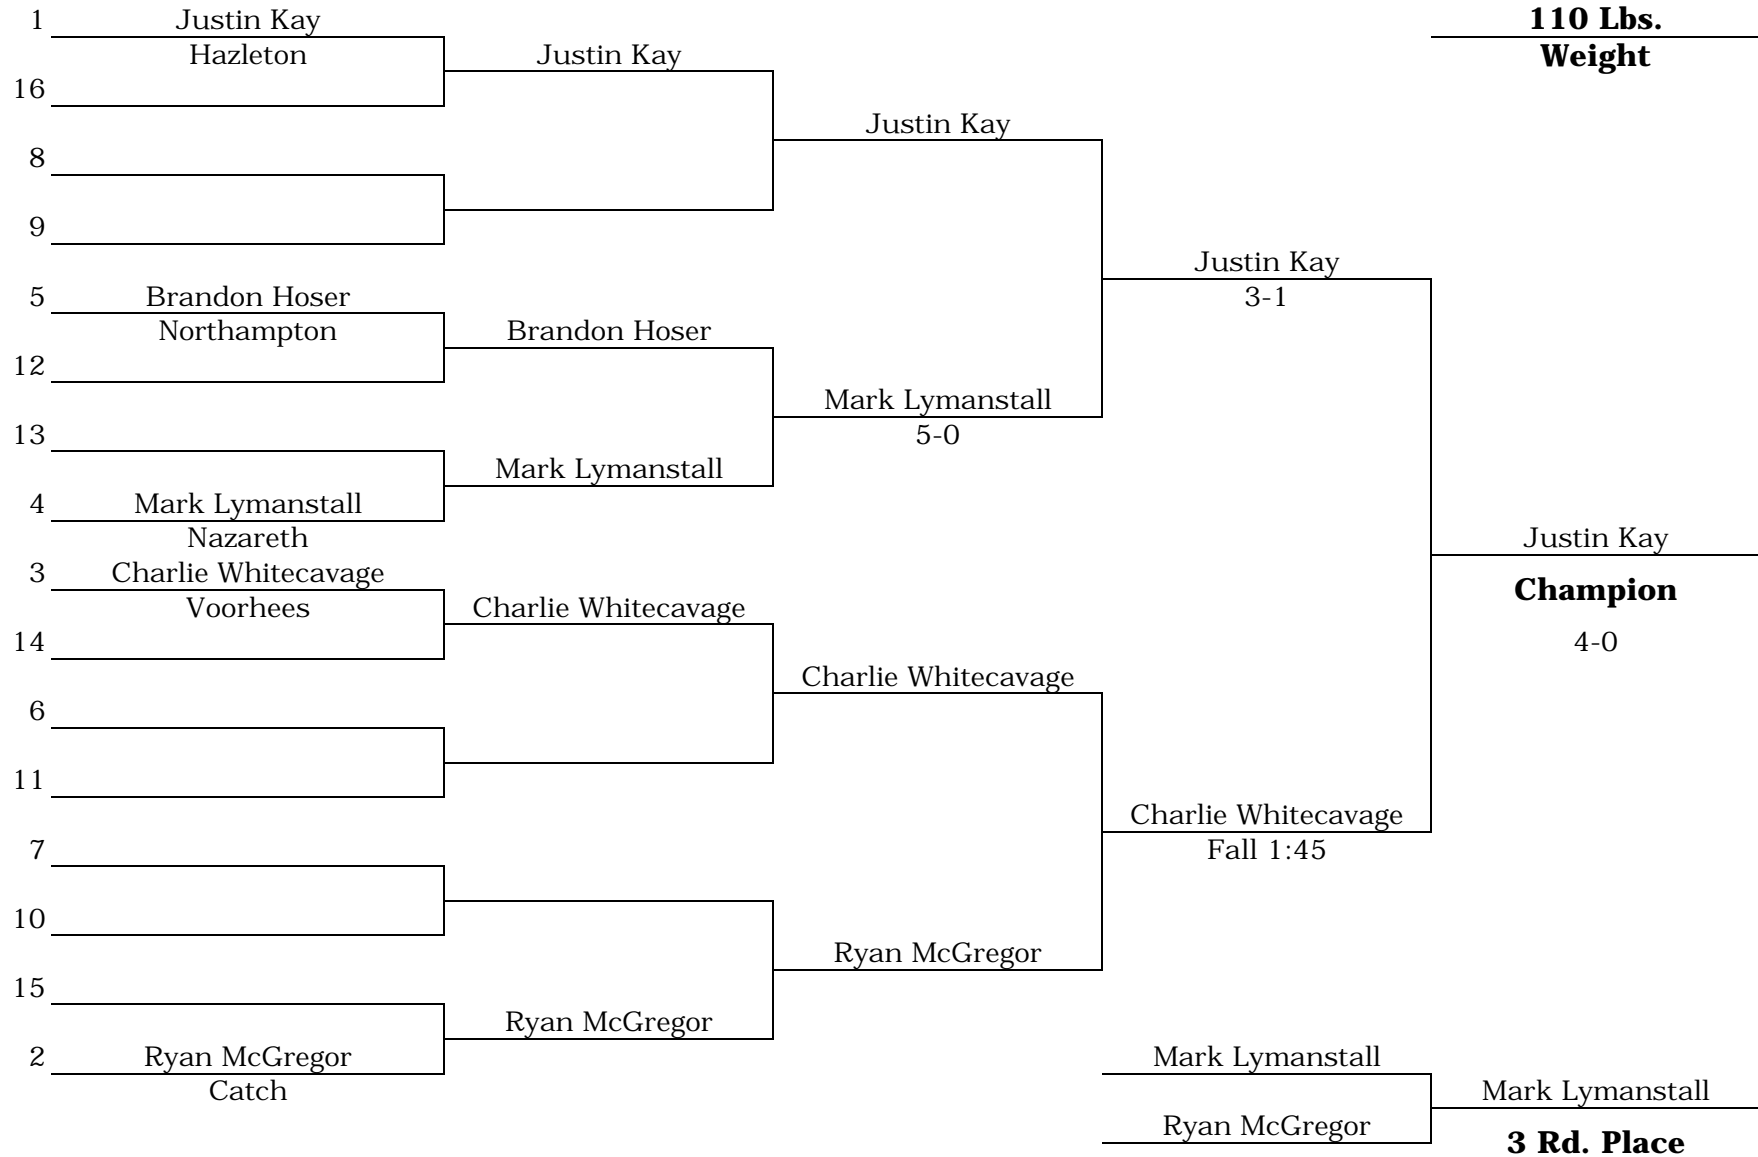 1 Justin Kay
Hazleton
16
8
9
5 Brandon Hoser
Northampton
12
13
4 Mark Lymanstall
Nazareth
3 Charlie Whitecavage
Voorhees
14
6
11
7
10
15
2 Ryan McGregor
Catch
Justin Kay
Brandon Hoser
Mark Lymanstall
Charlie Whitecavage
Ryan McGregor
Justin Kay
Mark Lymanstall
5-0
Charlie Whitecavage
Ryan McGregor
Justin Kay
3-1
Charlie Whitecavage
Fall 1:45
Mark Lymanstall
Ryan McGregor
110 Lbs.
Weight
Justin Kay
Champion
4-0
Mark Lymanstall
3 Rd. Place